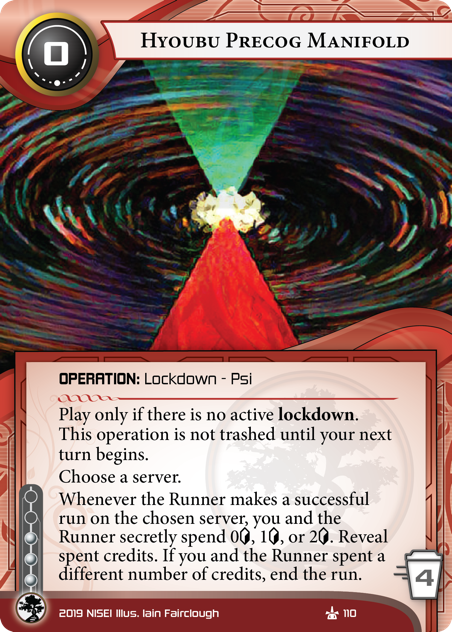 0
Hyoubu Precog Manifold
OPERATION: Lockdown - Psi
Play only if there is no active lockdown.
This operation is not trashed until your next
turn begins.
Choose a server.
Whenever the Runner makes a successful
run on the chosen server, you and the
Runner secretly spend 0, 1, or 2. Reveal
spent credits. If you and the Runner spent a
different number of credits, end the run.
4
2019 NISEI Illus. Iain Fairclough
110